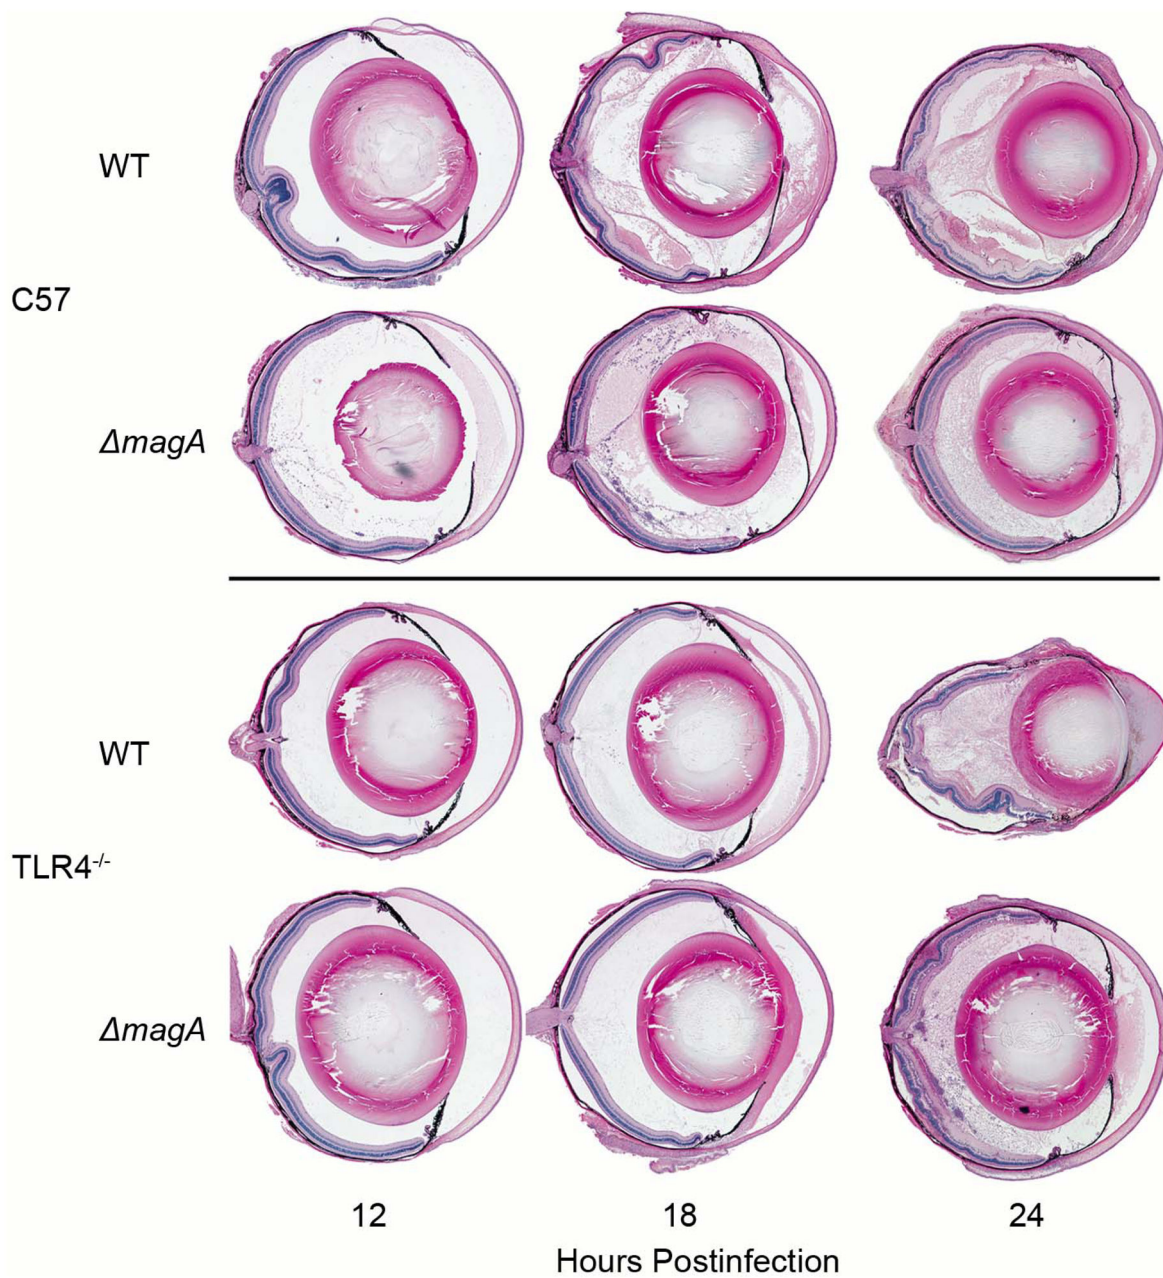 WT
C57
ΔmagA
WT
TLR4-/-
ΔmagA
12 18 24
Hours Postinfection